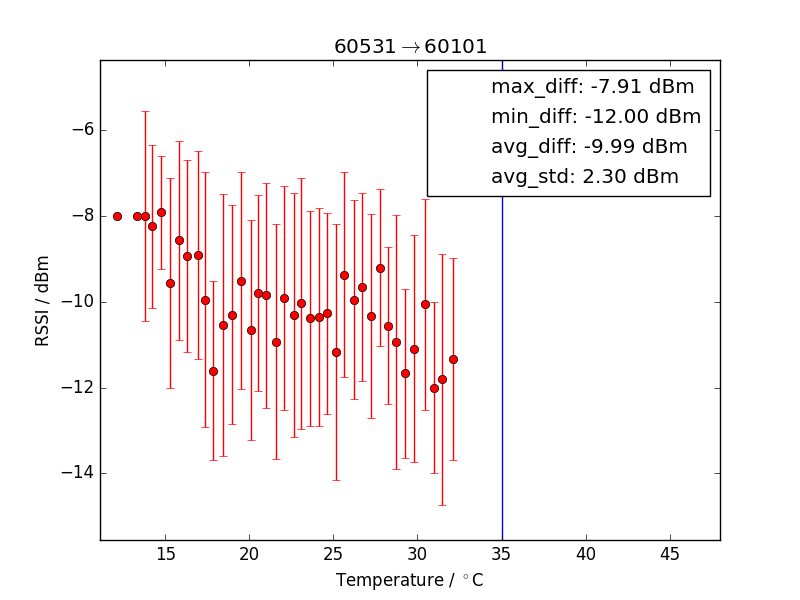 60531→60101
max_diff: -7.91 dBm
min_diff: -12.00 dBm
avg_diff: -9.99 dBm
avg_std: 2.30 dBm
−6
−8
−10
−12
−14
RSSI / dBm
15 20 25 30 35 40 45
Temperature / °C